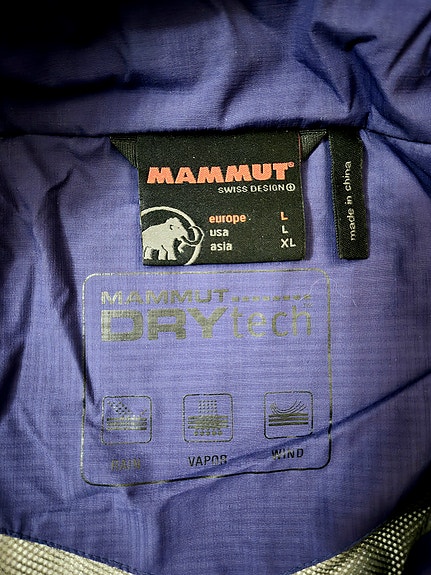 MAMMUT
SWISS DESIGN
europe L
usa L
asia XL
made in china
MAMMUT
DRYtech
VAPOR
WIND